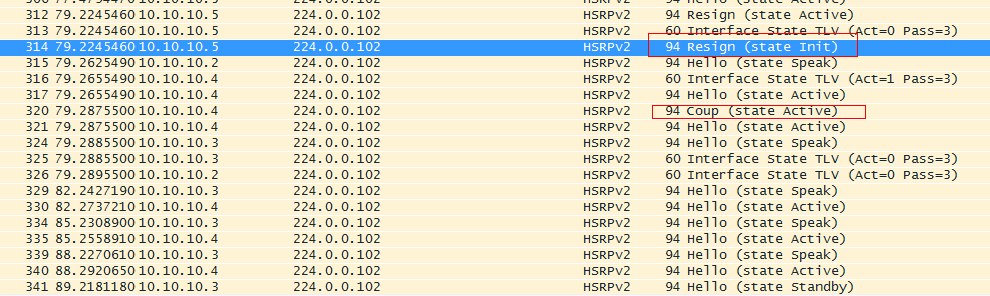 312 79.2245460 10.10.10.5 224.0.0.102 HSRPv2 94 Resign (state Active)
313 79.2245460 10.10.10.5 224.0.0.102 HSRPv2 60 Interface State TLV (Act=0 Pass=3)
314 79.2245460 10.10.10.5 224.0.0.102 HSRPv2 94 Resign (state Init)
315 79.2625490 10.10.10.2 224.0.0.102 HSRPv2 94 Hello (state Speak)
316 79.2655490 10.10.10.4 224.0.0.102 HSRPv2 60 Interface State TLV (Act=1 Pass=3)
317 79.2655490 10.10.10.4 224.0.0.102 HSRPv2 94 Hello (state Active)
320 79.2875500 10.10.10.4 224.0.0.102 HSRPv2 94 Coup (state Active)
321 79.2875500 10.10.10.4 224.0.0.102 HSRPv2 94 Hello (state Active)
324 79.2885500 10.10.10.3 224.0.0.102 HSRPv2 94 Hello (state Speak)
325 79.2885500 10.10.10.3 224.0.0.102 HSRPv2 60 Interface State TLV (Act=0 Pass=3)
326 79.2895500 10.10.10.2 224.0.0.102 HSRPv2 60 Interface State TLV (Act=0 Pass=3)
329 82.2427190 10.10.10.3 224.0.0.102 HSRPv2 94 Hello (state Speak)
330 82.2737210 10.10.10.4 224.0.0.102 HSRPv2 94 Hello (state Active)
334 85.2308900 10.10.10.3 224.0.0.102 HSRPv2 94 Hello (state Speak)
335 85.2558910 10.10.10.4 224.0.0.102 HSRPv2 94 Hello (state Active)
339 88.2270610 10.10.10.3 224.0.0.102 HSRPv2 94 Hello (state Speak)
340 88.2920650 10.10.10.4 224.0.0.102 HSRPv2 94 Hello (state Active)
341 89.2181180 10.10.10.3 224.0.0.102 HSRPv2 94 Hello (state Standby)